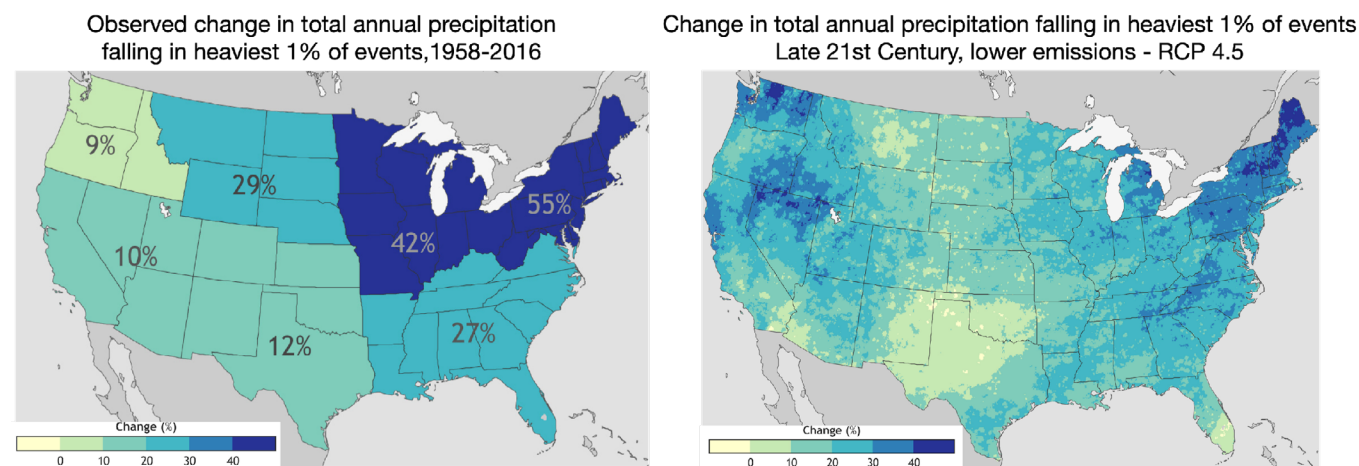 Observed change in total annual precipitation
falling in heaviest 1% of events,1958-2016
9%
29%
55%
42%
10%
27%
12%
Change (%)
0 10 20 30 40
Change in total annual precipitation falling in heaviest 1% of events
Late 21st Century, lower emissions - RCP 4.5
Change (%)
0 10 20 30 40